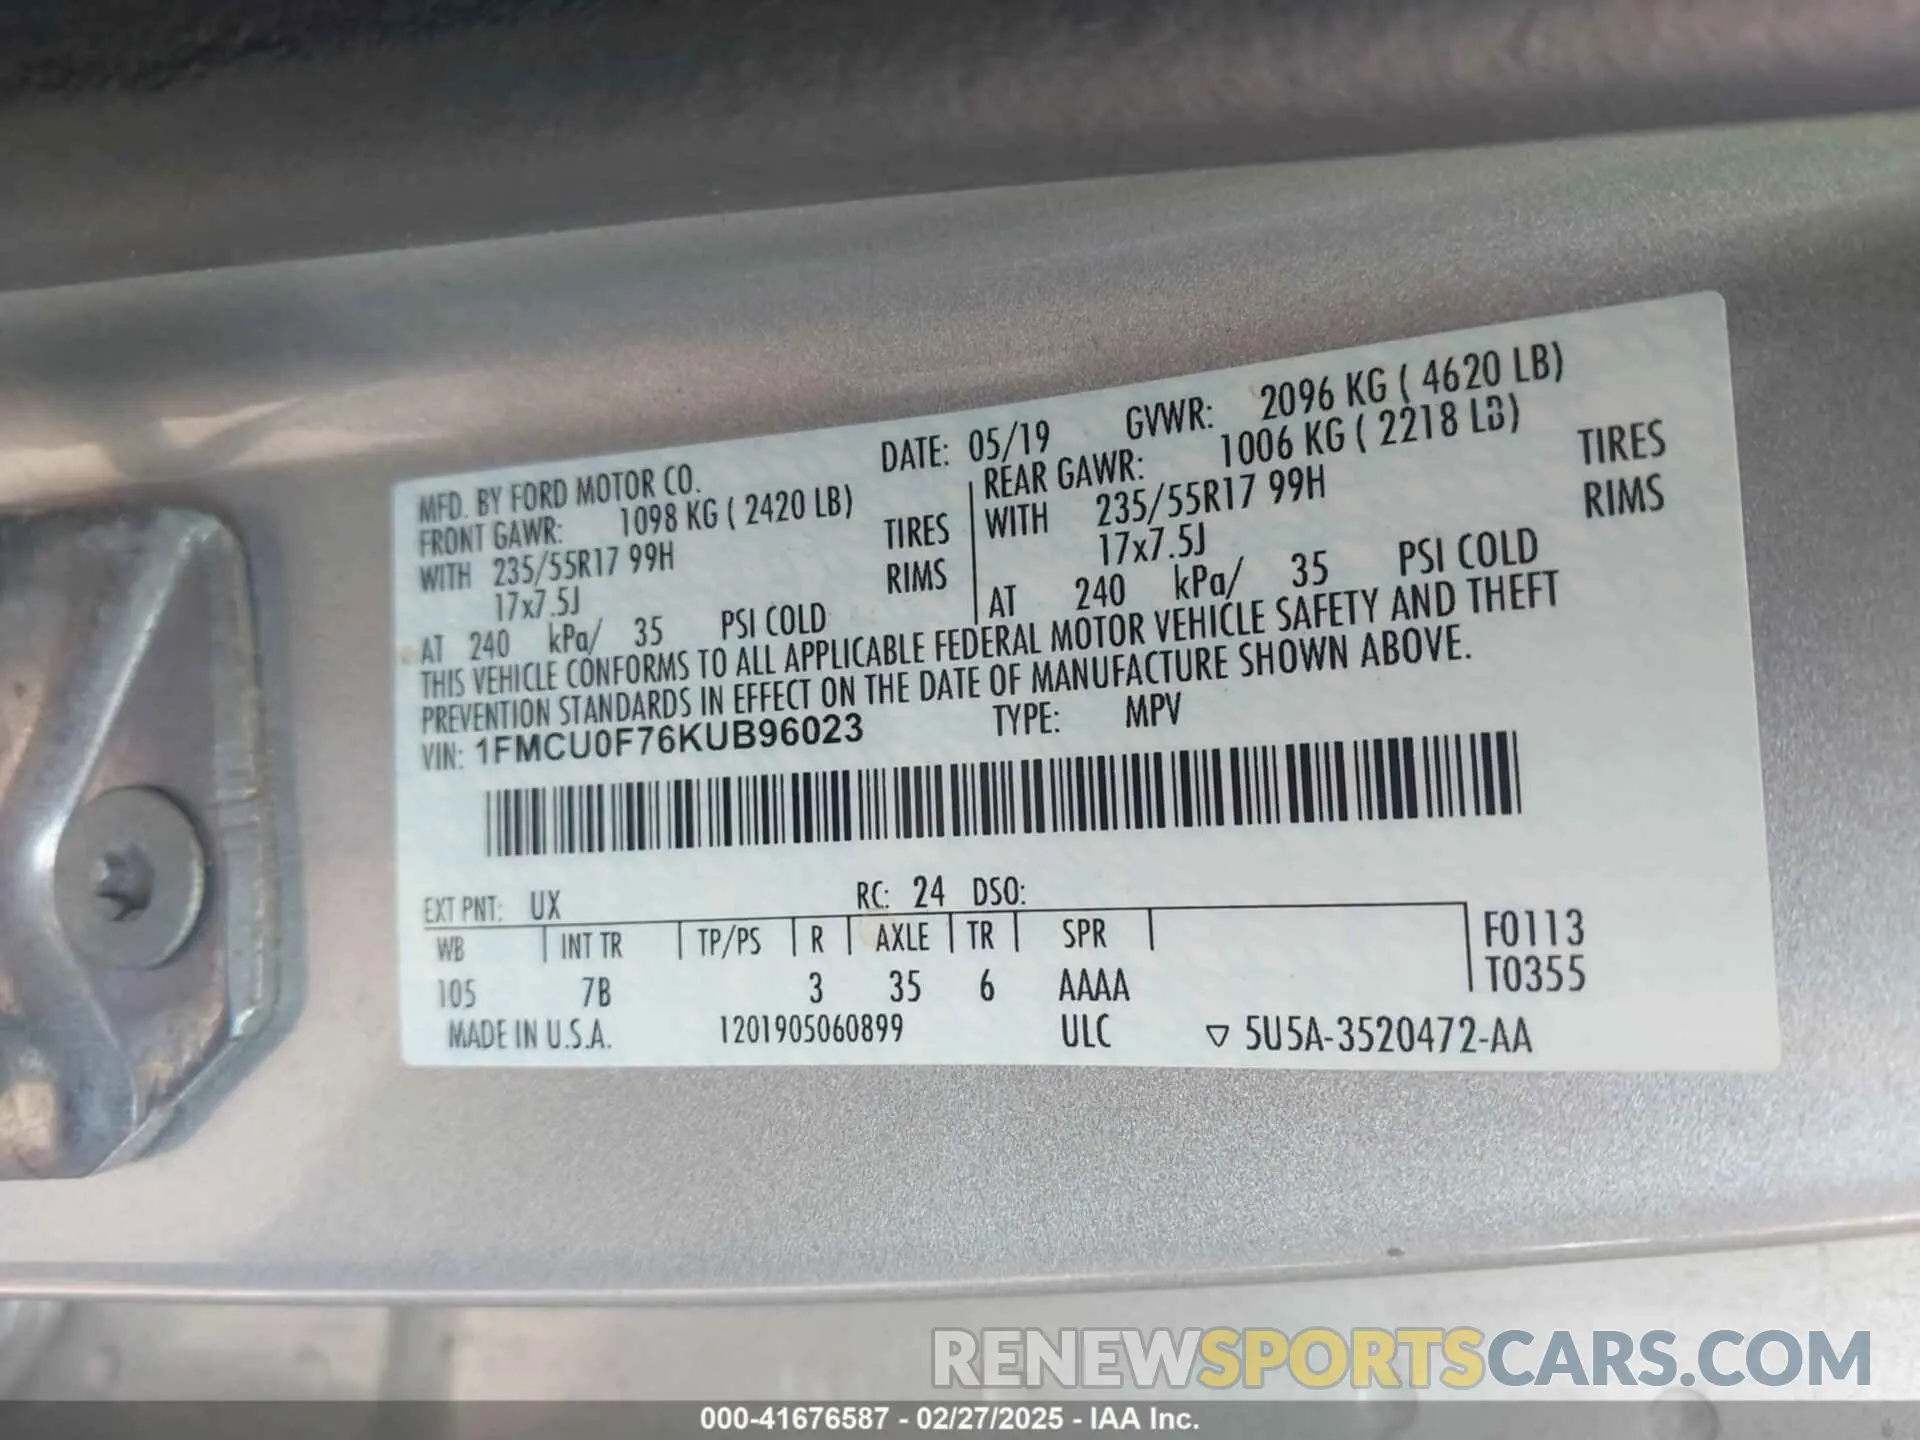 MFD. BY FORD MOTOR CO. DATE: 05/19 GVWR: 2096 KG ( 4620 LB)
FRONT GAWR: 1098 KG ( 2420 LB) REAR GAWR: 1006 KG ( 2218 LB)
WITH 235/55R17 99H TIRES WITH 235/55R17 99H TIRES
17x7.5J RIMS 17x7.5J RIMS
AT 240 kPa/ 35 PSI COLD AT 240 kPa/ 35 PSI COLD
THIS VEHICLE CONFORMS TO ALL APPLICABLE FEDERAL MOTOR VEHICLE SAFETY AND THEFT
PREVENTION STANDARDS IN EFFECT ON THE DATE OF MANUFACTURE SHOWN ABOVE.
VIN: 1FMCU0F76KUB96023 TYPE: MPV
EXT PNT: UX RC: 24 DSO:
WB INT TR TP/PS R AXLE TR SPR F0113
105 7B 3 35 6 AAAA T0355
MADE IN U.S.A. 1201905060899 ULC ▽ 5U5A-3520472-AA
RENEWSPORTSCARS.COM
000-41676587 - 02/27/2025 - IAA Inc.